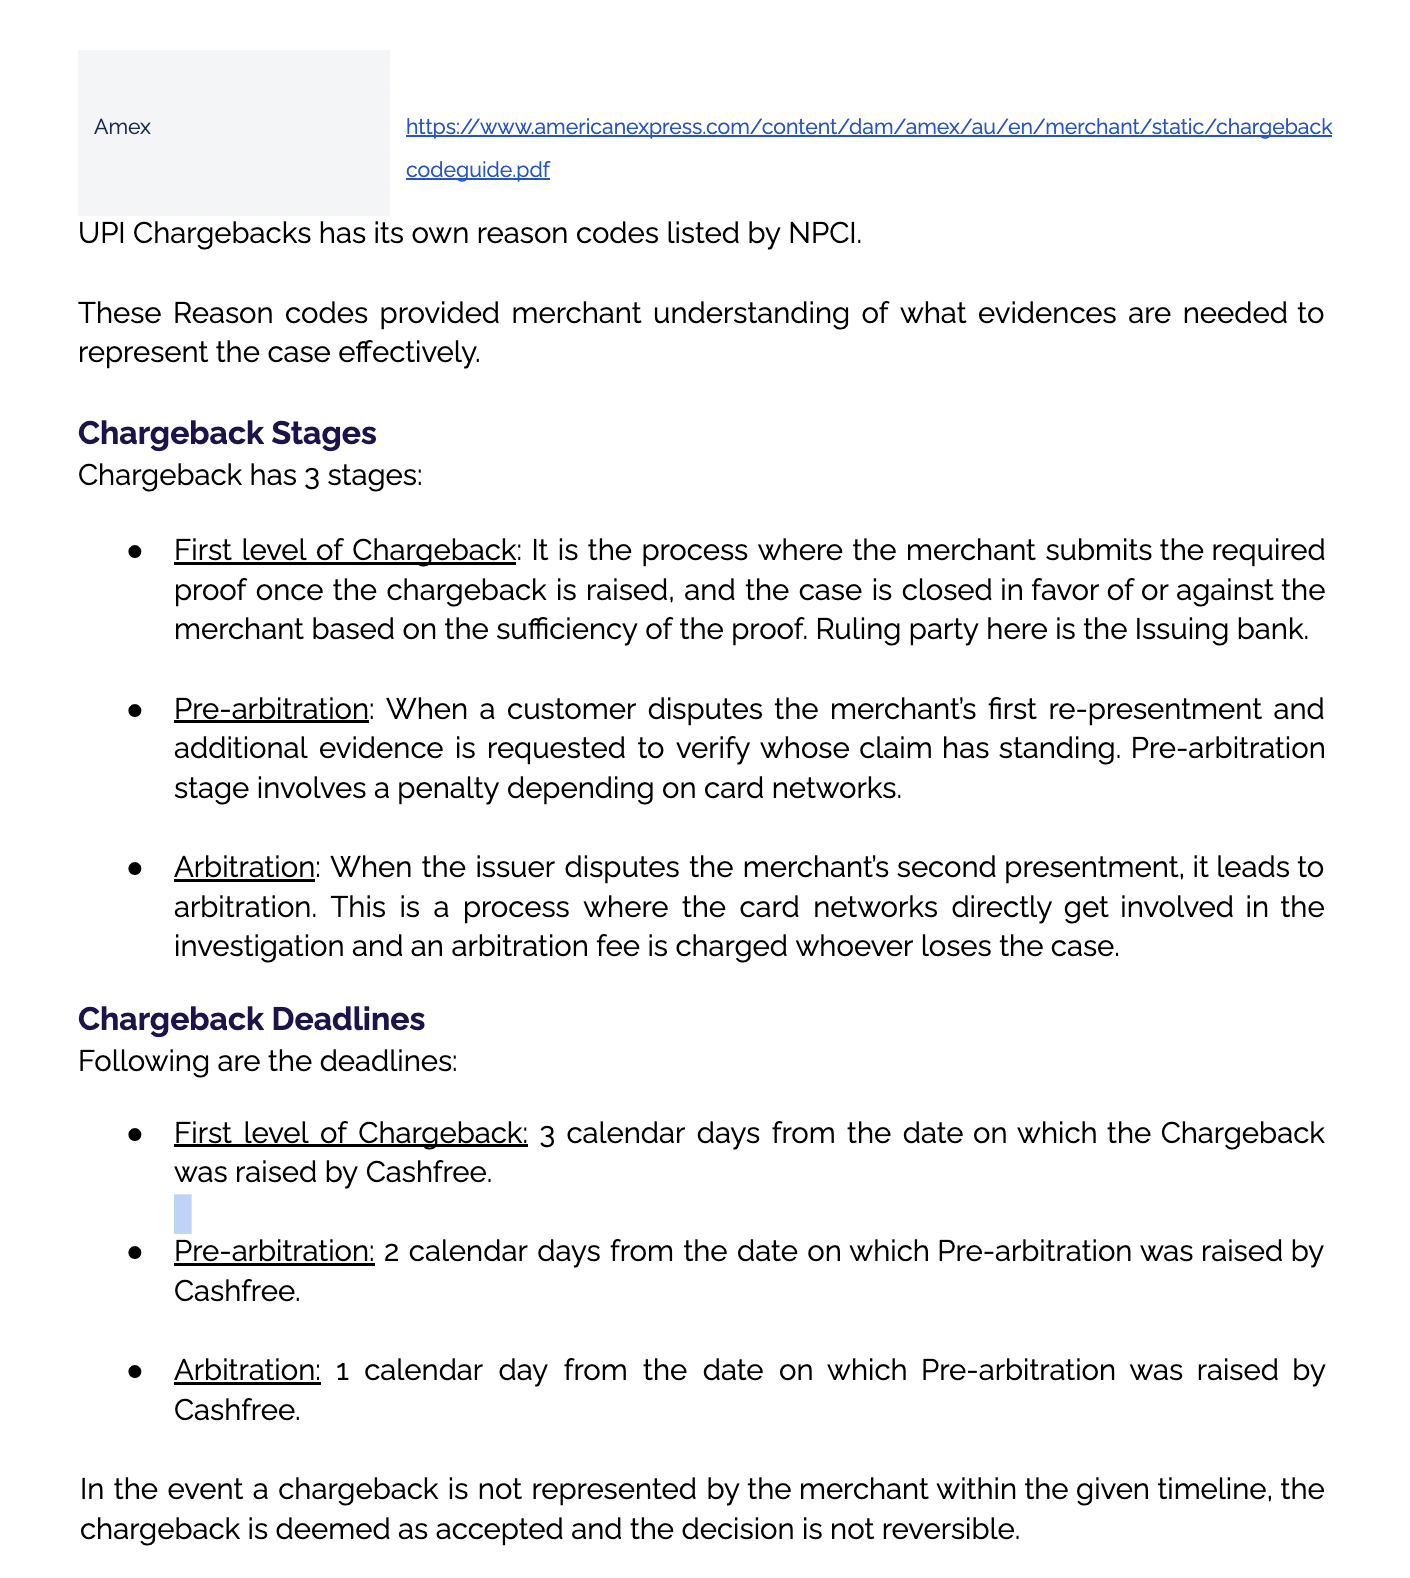 Amex
https://www.americanexpress.com/content/dam/amex/au/en/merchant/static/chargeback
codeguide.pdf
UPI Chargebacks has its own reason codes listed by NPCI.
These Reason codes provided merchant understanding of what evidences are needed to
represent the case effectively.
Chargeback Stages
Chargeback has 3 stages:
● First level of Chargeback: It is the process where the merchant submits the required
proof once the chargeback is raised, and the case is closed in favor of or against the
merchant based on the sufficiency of the proof. Ruling party here is the Issuing bank.
● Pre-arbitration: When a customer disputes the merchant’s first re-presentment and
additional evidence is requested to verify whose claim has standing. Pre-arbitration
stage involves a penalty depending on card networks.
● Arbitration: When the issuer disputes the merchant’s second presentment, it leads to
arbitration. This is a process where the card networks directly get involved in the
investigation and an arbitration fee is charged whoever loses the case.
Chargeback Deadlines
Following are the deadlines:
● First level of Chargeback: 3 calendar days from the date on which the Chargeback
was raised by Cashfree.
● Pre-arbitration: 2 calendar days from the date on which Pre-arbitration was raised by
Cashfree.
● Arbitration: 1 calendar day from the date on which Pre-arbitration was raised by
Cashfree.
In the event a chargeback is not represented by the merchant within the given timeline, the
chargeback is deemed as accepted and the decision is not reversible.